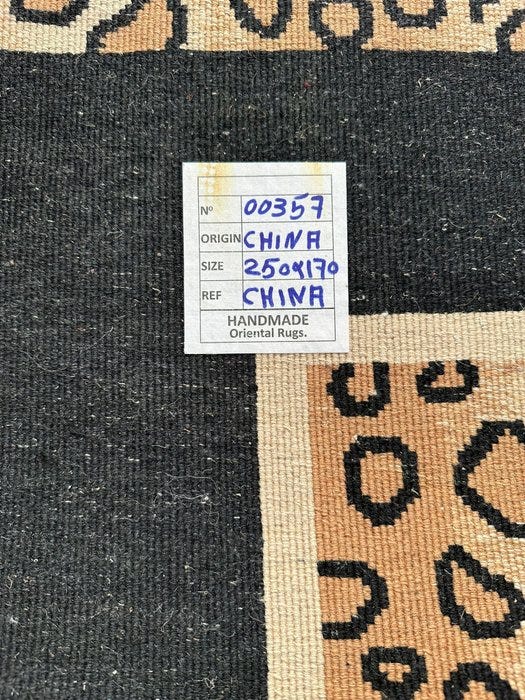 Nº 00357
ORIGIN CHINA
SIZE 250x170
REF CHINA
HANDMADE
Oriental Rugs.